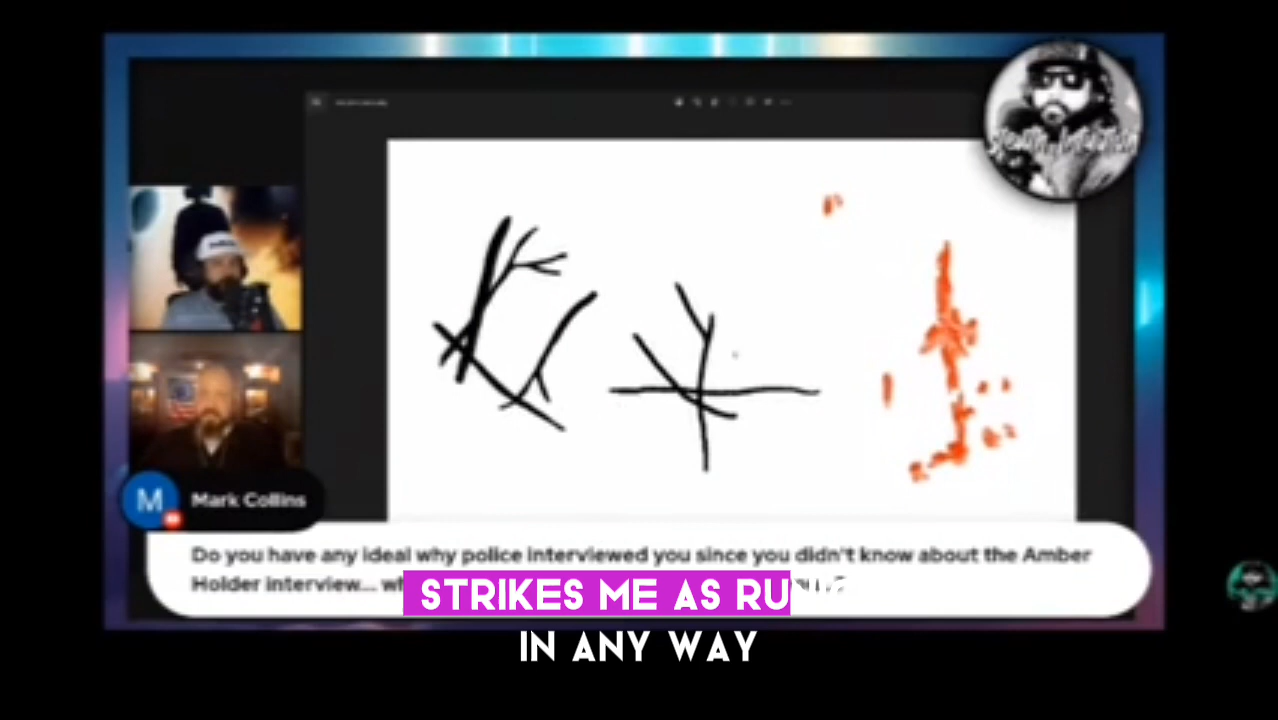 Mark Collins
Do you have any ideal why police interviewed you since you didn't know about the Amber
Holder interview...
STRIKES ME AS
IN ANY WAY